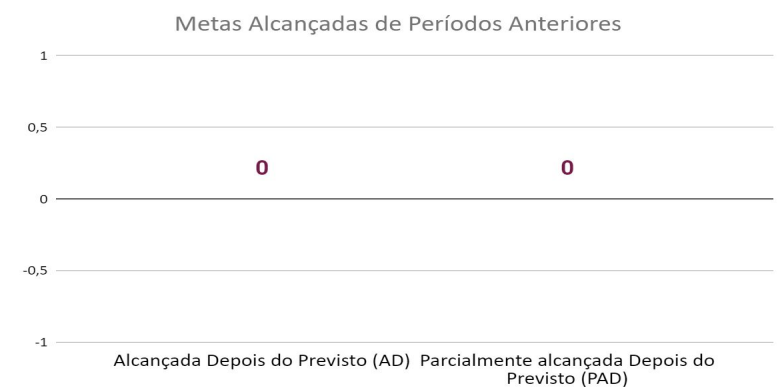 Metas Alcançadas de Períodos Anteriores
1
0,5
0
-0,5
-1
0
0
Alcançada Depois do Previsto (AD)
Parcialmente alcançada Depois do
Previsto (PAD)